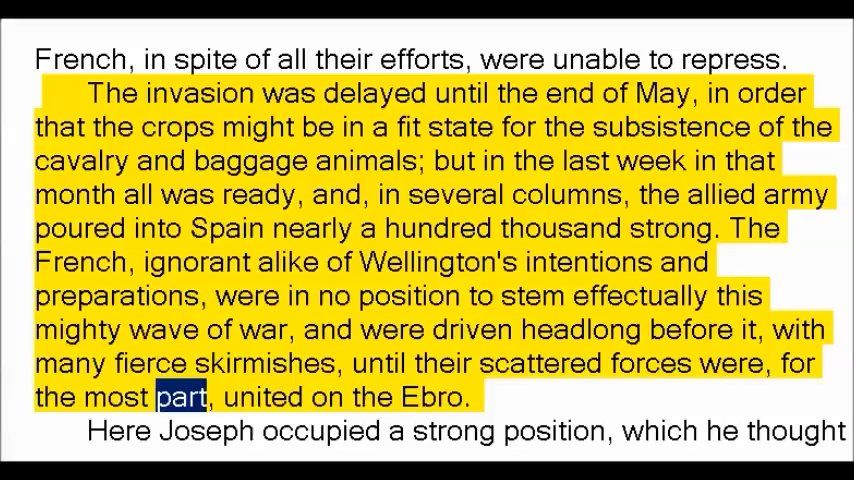 French, in spite of all their efforts, were unable to repress.
The invasion was delayed until the end of May, in order
that the crops might be in a fit state for the subsistence of the
cavalry and baggage animals; but in the last week in that
month all was ready, and, in several columns, the allied army
poured into Spain nearly a hundred thousand strong. The
French, ignorant alike of Wellington's intentions and
preparations, were in no position to stem effectually this
mighty wave of war, and were driven headlong before it, with
many fierce skirmishes, until their scattered forces were, for
the most part, united on the Ebro.
Here Joseph occupied a strong position, which he thought